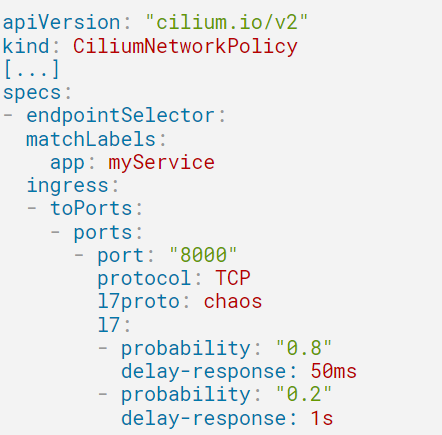 apiVersion: "cilium.io/v2"
kind: CiliumNetworkPolicy
[...]
specs:
- endpointSelector:
  matchLabels:
    app: myService
  ingress:
  - toPorts:
    - ports:
      - port: "8000"
        protocol: TCP
        l7proto: chaos
        l7:
        - probability: "0.8"
          delay-response: 50ms
        - probability: "0.2"
          delay-response: 1s